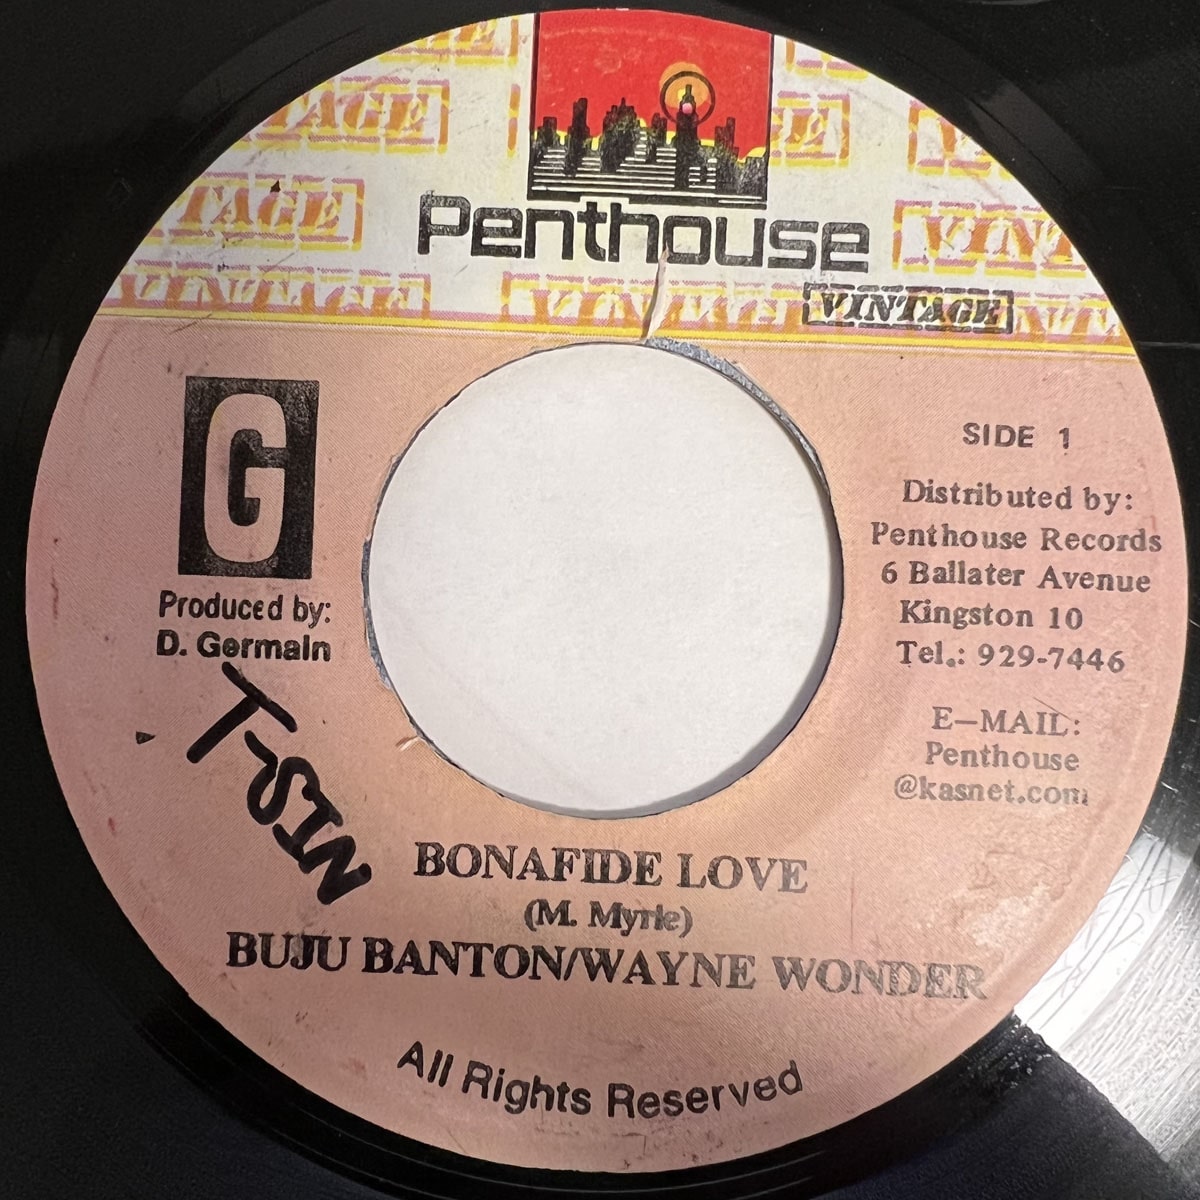 Penthouse
VINTAGE
G
Produced by:
D. Germain
T-SIN
SIDE 1
Distributed by:
Penthouse Records
6 Ballater Avenue
Kingston 10
Tel.: 929-7446
E-MAIL:
Penthouse
@kasnet.com
BONAFIDE LOVE
(M. Myrie)
BUJU BANTON/WAYNE WONDER
All Rights Reserved